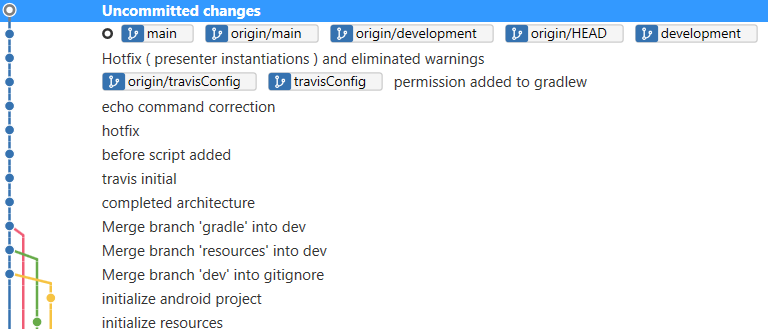 Uncommitted changes
main origin/main origin/development origin/HEAD development
Hotfix ( presenter instantiations ) and eliminated warnings
origin/travisConfig travisConfig permission added to gradlew
echo command correction
hotfix
before script added
travis initial
completed architecture
Merge branch 'gradle' into dev
Merge branch 'resources' into dev
Merge branch 'dev' into gitignore
initialize android project
initialize resources